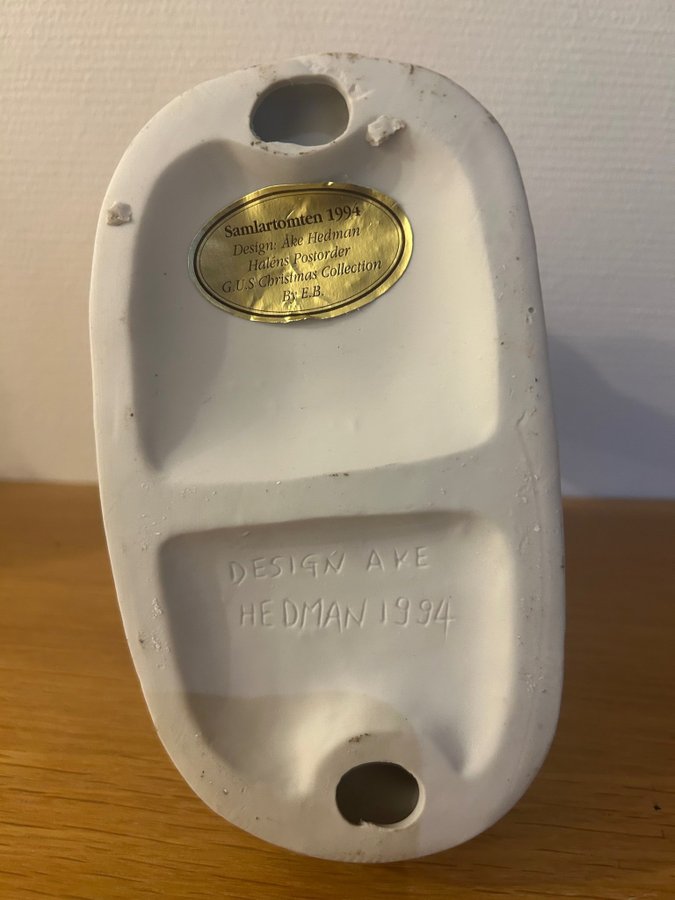 Samlartomten 1994
Design: Åke Hedman
Haléns Postorder
G.U.S Christmas Collection
By E.B.
DESIGN AKE
HEDMAN 1994